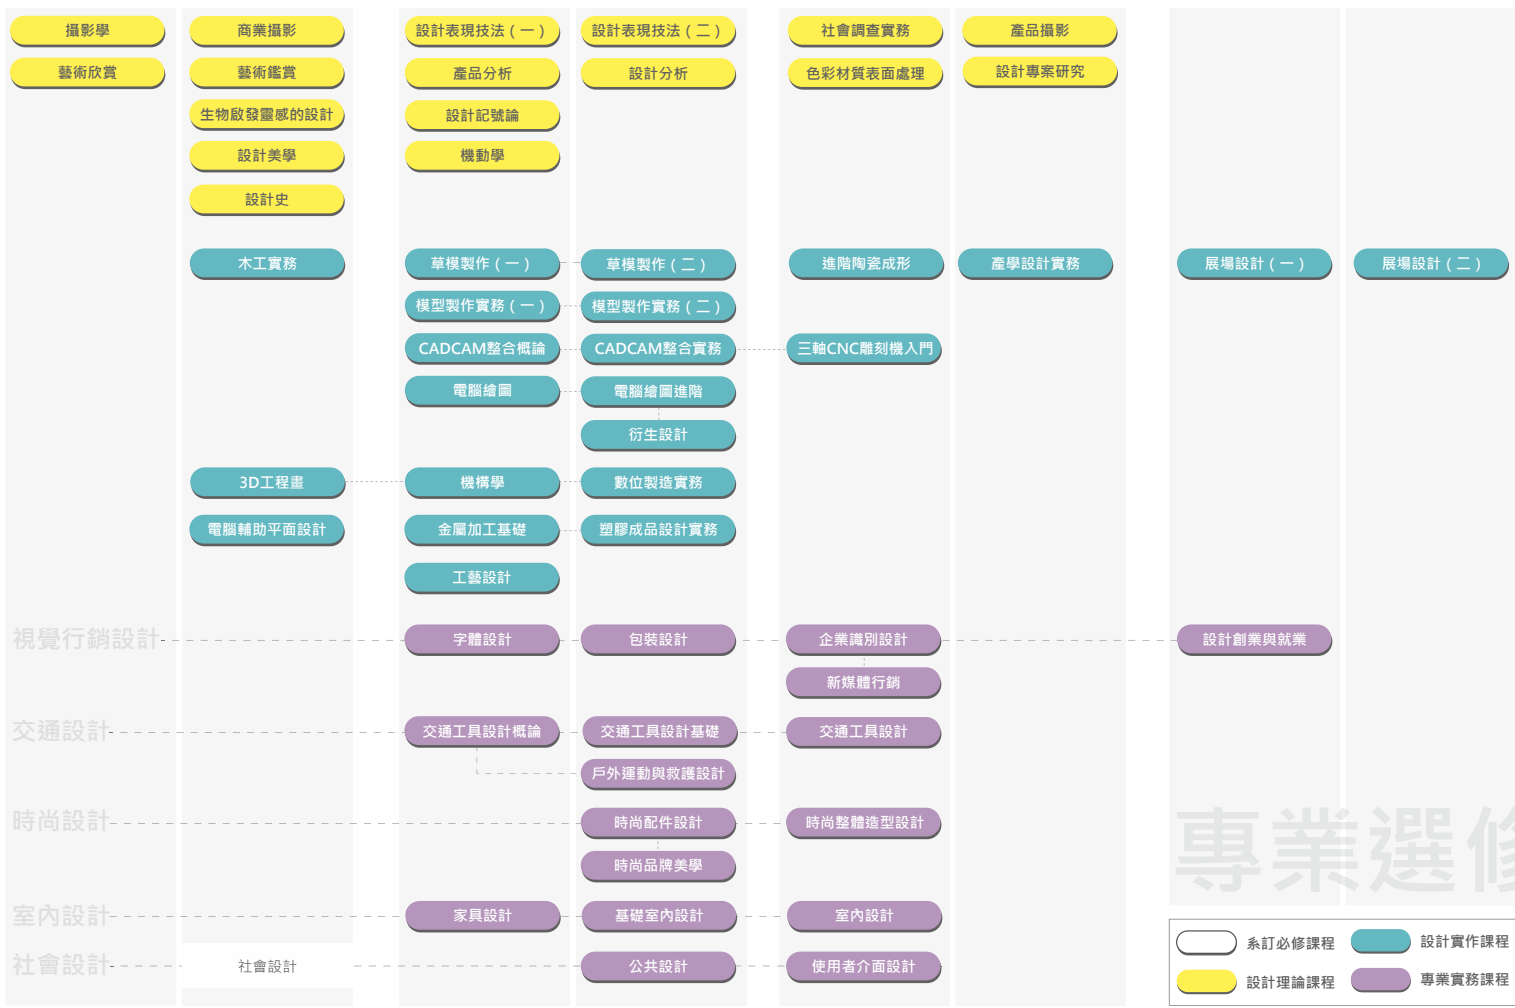 攝影學
商業攝影
設計表現技法(一)
設計表現技法(二)
社會調查實務
產品攝影
藝術欣賞
藝術鑑賞
產品分析
設計分析
色彩材質表面處理
設計專案研究
生物啟發靈感的設計
設計記號論
設計美學
機動學
設計史
木工實務
草模製作(一)
草模製作(二)
進階陶瓷成形
產學設計實務
展場設計(一)
展場設計(二)
模型製作實務(一)
模型製作實務(二)
CADCAM整合概論
CADCAM整合實務
三軸CNC雕刻機入門
電腦繪圖
電腦繪圖進階
衍生設計
3D工程畫
機構學
數位製造實務
電腦輔助平面設計
金屬加工基礎
塑膠成品設計實務
工藝設計
視覺行銷設計
字體設計
包裝設計
企業識別設計
設計創業與就業
新媒體行銷
交通設計
交通工具設計概論
交通工具設計基礎
交通工具設計
戶外運動與救護設計
時尚設計
時尚配件設計
時尚整體造型設計
時尚品牌美學
專業選修
室內設計
家具設計
基礎室內設計
室內設計
社會設計
社會設計
公共設計
使用者介面設計
系訂必修課程
設計實作課程
設計理論課程
專業實務課程